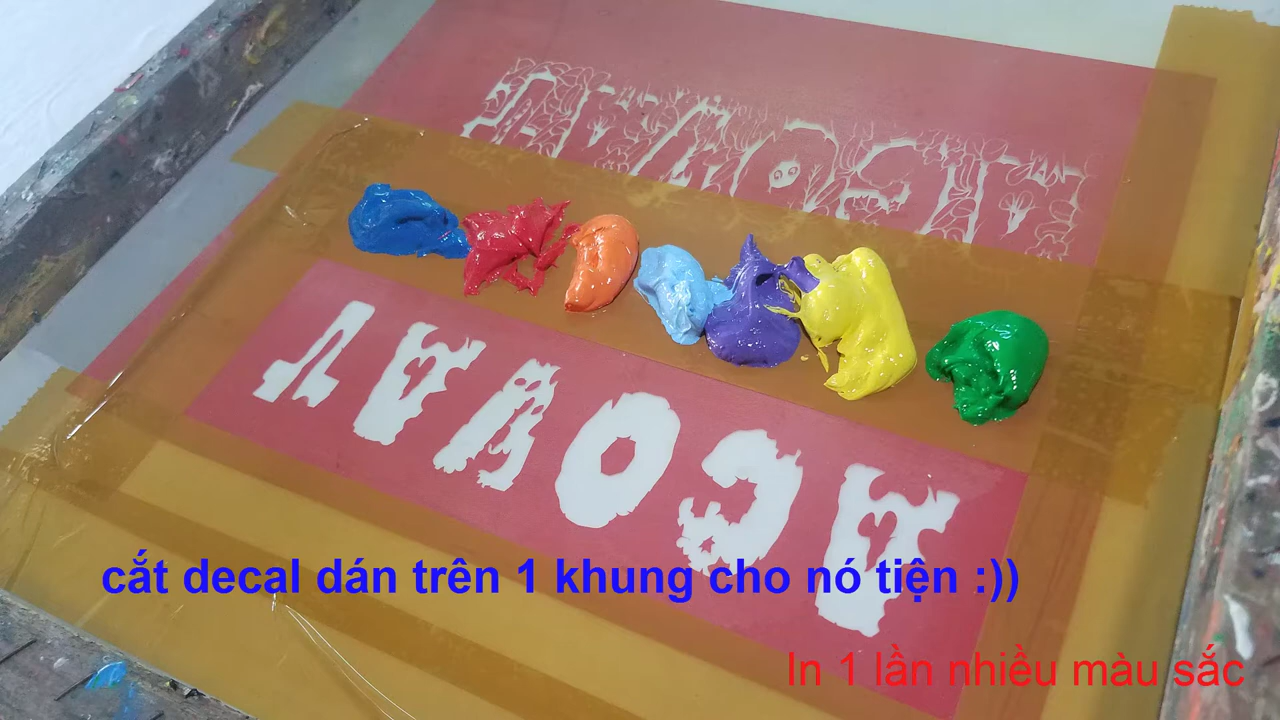 cắt decal dán trên 1 khung cho nó tiện :))
In 1 lần nhiều màu sắc